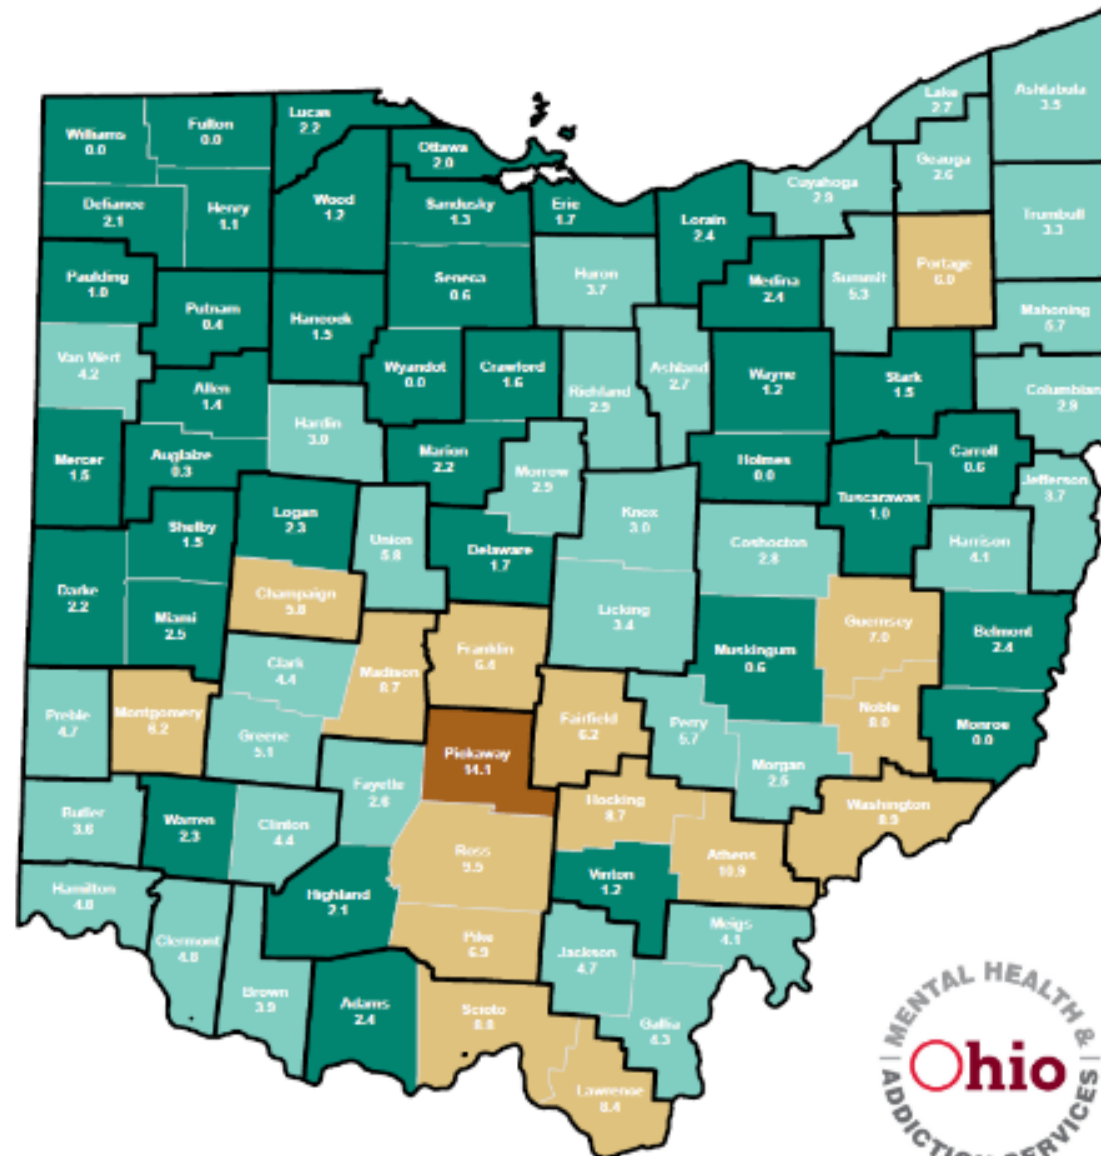 Lake
2.7
Ashtabula
3.5
Williams
0.0
Fulton
0.0
Lucas
2.2
Ottawa
2.0
Geauga
2.6
Cuyahoga
2.9
Defiance
2.1
Henry
1.1
Wood
1.2
Sandusky
1.3
Erie
1.7
Lorain
2.4
Trumbull
3.3
Paulding
1.0
Putnam
0.4
Hancock
1.5
Seneca
0.6
Huron
3.7
Medina
2.4
Summit
5.3
Portage
6.0
Mahoning
5.7
Van Wert
4.2
Allen
1.4
Wyandot
0.0
Crawford
1.6
Richland
2.9
Ashland
2.7
Wayne
1.2
Stark
1.5
Columbian
2.8
Hardin
3.0
Mercer
1.5
Auglaize
0.3
Marion
2.2
Morrow
2.9
Holmes
0.0
Carroll
0.6
Tuscarawas
1.0
Jefferson
3.7
Logan
2.3
Shelby
1.5
Union
5.8
Delaware
1.7
Knox
3.0
Coshocton
2.8
Harrison
4.1
Darke
2.2
Miami
2.5
Champaign
5.8
Licking
3.4
Muskingum
0.6
Guernsey
7.0
Belmont
2.4
Clark
4.4
Madison
8.7
Franklin
6.4
Preble
4.7
Montgomery
6.2
Greene
5.1
Pickaway
14.1
Fairfield
6.2
Perry
5.7
Noble
8.0
Monroe
0.0
Fayette
2.6
Morgan
2.5
Butler
3.6
Warren
2.3
Clinton
4.4
Hocking
8.7
Washington
8.9
Ross
9.5
Athens
10.9
Hamilton
4.8
Highland
2.1
Vinton
1.2
Clermont
4.8
Pike
6.9
Jackson
4.7
Meigs
4.1
Brown
3.9
Adams
2.4
Scioto
8.8
Gallia
4.3
Lawrence
8.4
MENTAL HEALTH &
Ohio
ADDICTION SERVICES